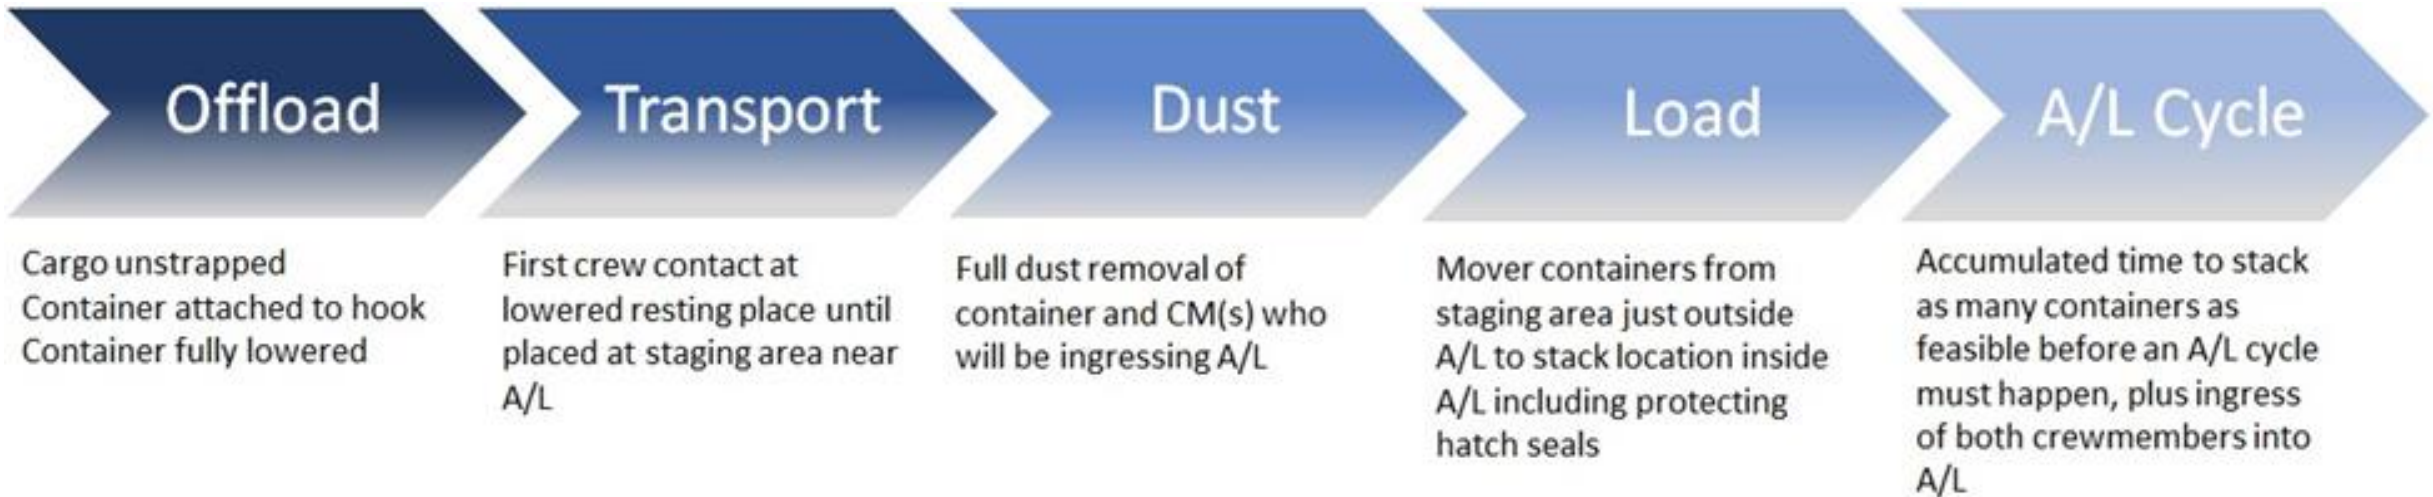 Offload
Cargo unstrapped
Container attached to hook
Container fully lowered
Transport
First crew contact at
lowered resting place until
placed at staging area near
A/L
Dust
Full dust removal of
container and CM(s) who
will be ingressing A/L
Load
Mover containers from
staging area just outside
A/L to stack location inside
A/L including protecting
hatch seals
A/L Cycle
Accumulated time to stack
as many containers as
feasible before an A/L cycle
must happen, plus ingress
of both crewmembers into
A/L